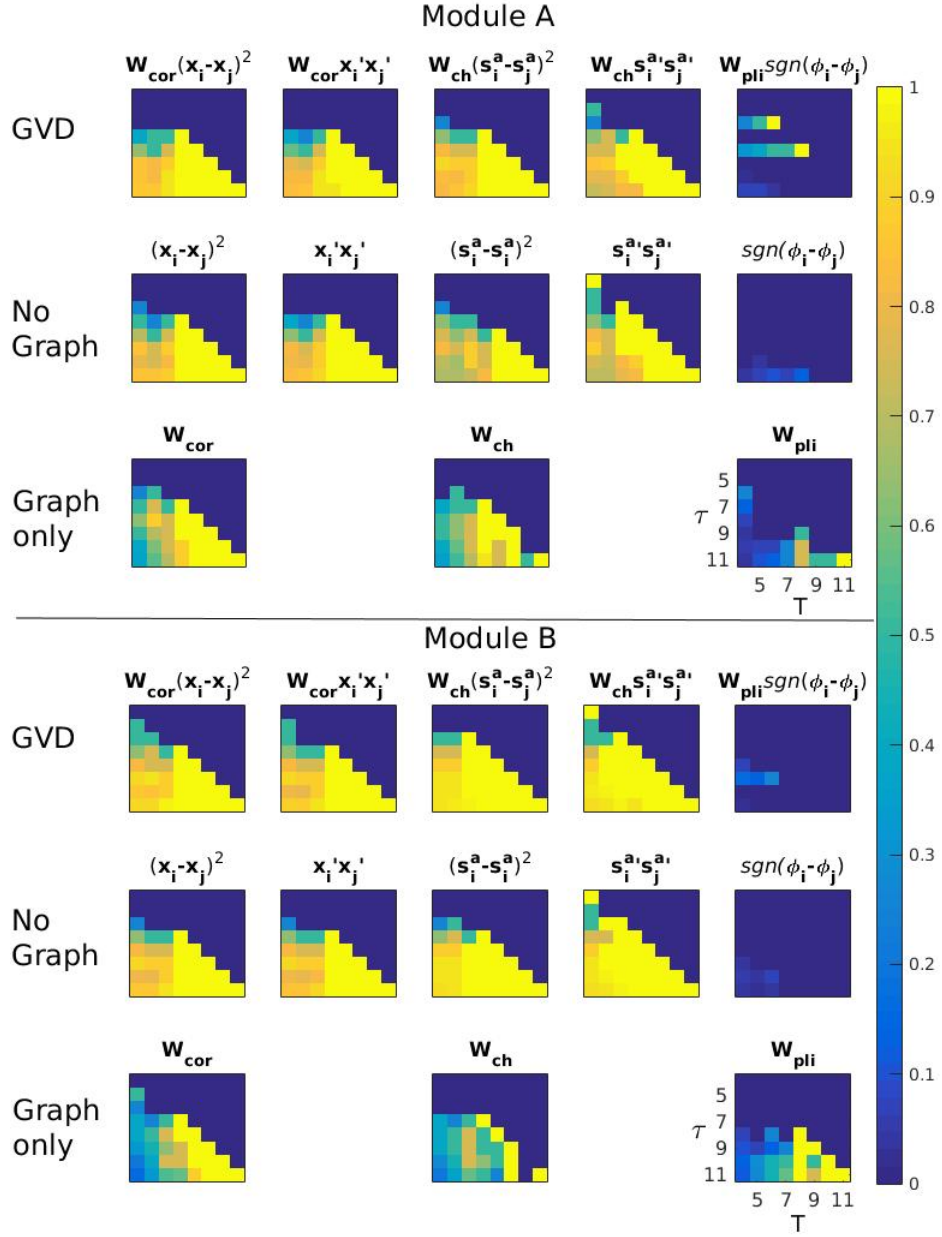 Module A
W_cor(x_i-x_j)^2 W_cor x_i'x_j' W_ch(s_i^a-s_j^a)^2 W_ch s_i^a's_j^a' W_pli sgn(ϕ_i-ϕ_j)
GVD
1
0.9
(x_i-x_j)^2 x_i'x_j' (s_i^a-s_i^a)^2 s_i^a's_j^a' sgn(ϕ_i-ϕ_j)
No
Graph
0.8
0.7
W_cor W_ch W_pli
Graph
only
5
7
τ
9
11
5 7 9 11
T
0.6
0.5
Module B
W_cor(x_i-x_j)^2 W_cor x_i'x_j' W_ch(s_i^a-s_j^a)^2 W_ch s_i^a's_j^a' W_pli sgn(ϕ_i-ϕ_j)
GVD
0.4
0.3
(x_i-x_j)^2 x_i'x_j' (s_i^a-s_i^a)^2 s_i^a's_j^a' sgn(ϕ_i-ϕ_j)
No
Graph
0.2
W_cor W_ch W_pli
Graph
only
0.1
5
7
τ
9
11
0
5 7 9 11
T